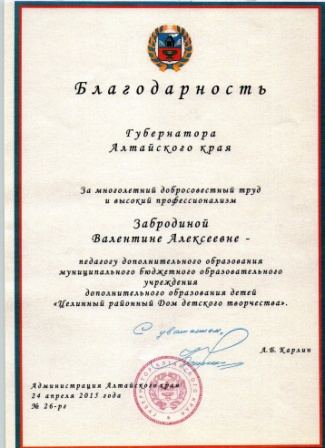 Благодарность
Губернатора
Алтайского края
За многолетний добросовестный труд
и высокий профессионализм
Забродиной
Валентине Алексеевне -
педагогу дополнительного образования
муниципального бюджетного образовательного
учреждения
дополнительного образования детей
«Целинный районный Дом детского творчества».
С уважением,
А.Б. Карлин
Администрация Алтайского края
24 апреля 2015 года
№ 26-рг